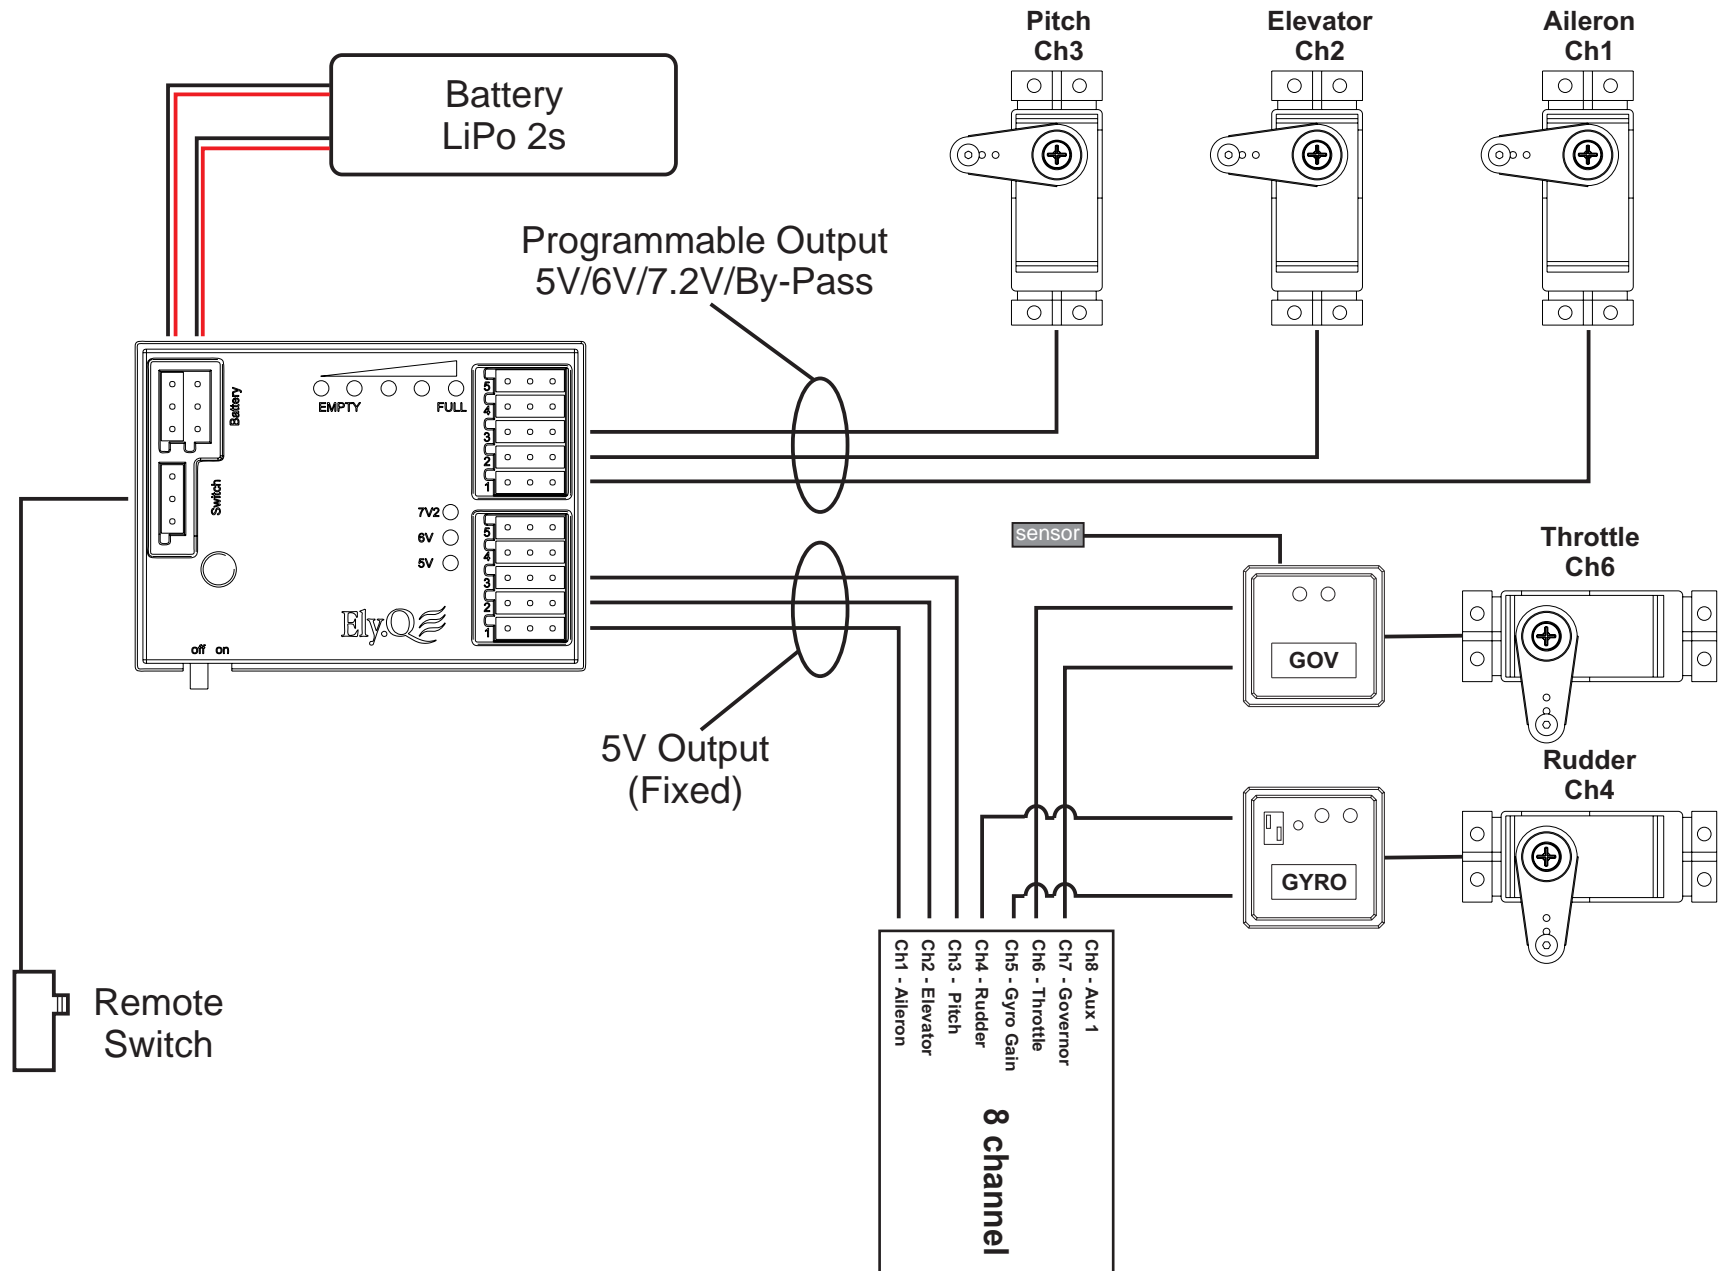 Pitch
Ch3
Elevator
Ch2
Aileron
Ch1
Battery
LiPo 2s
Programmable Output
5V/6V/7.2V/By-Pass
Battery
EMPTY
FULL
5
4
3
2
1
Switch
7V2
6V
5V
5
4
3
2
1
Ely.Q
off on
sensor
GOV
Throttle
Ch6
5V Output
(Fixed)
GYRO
Rudder
Ch4
Remote
Switch
Ch1 - Aileron
Ch2 - Elevator
Ch3 - Pitch
Ch4 - Rudder
Ch5 - Gyro Gain
Ch6 - Throttle
Ch7 - Governor
Ch8 - Aux 1
8 channel